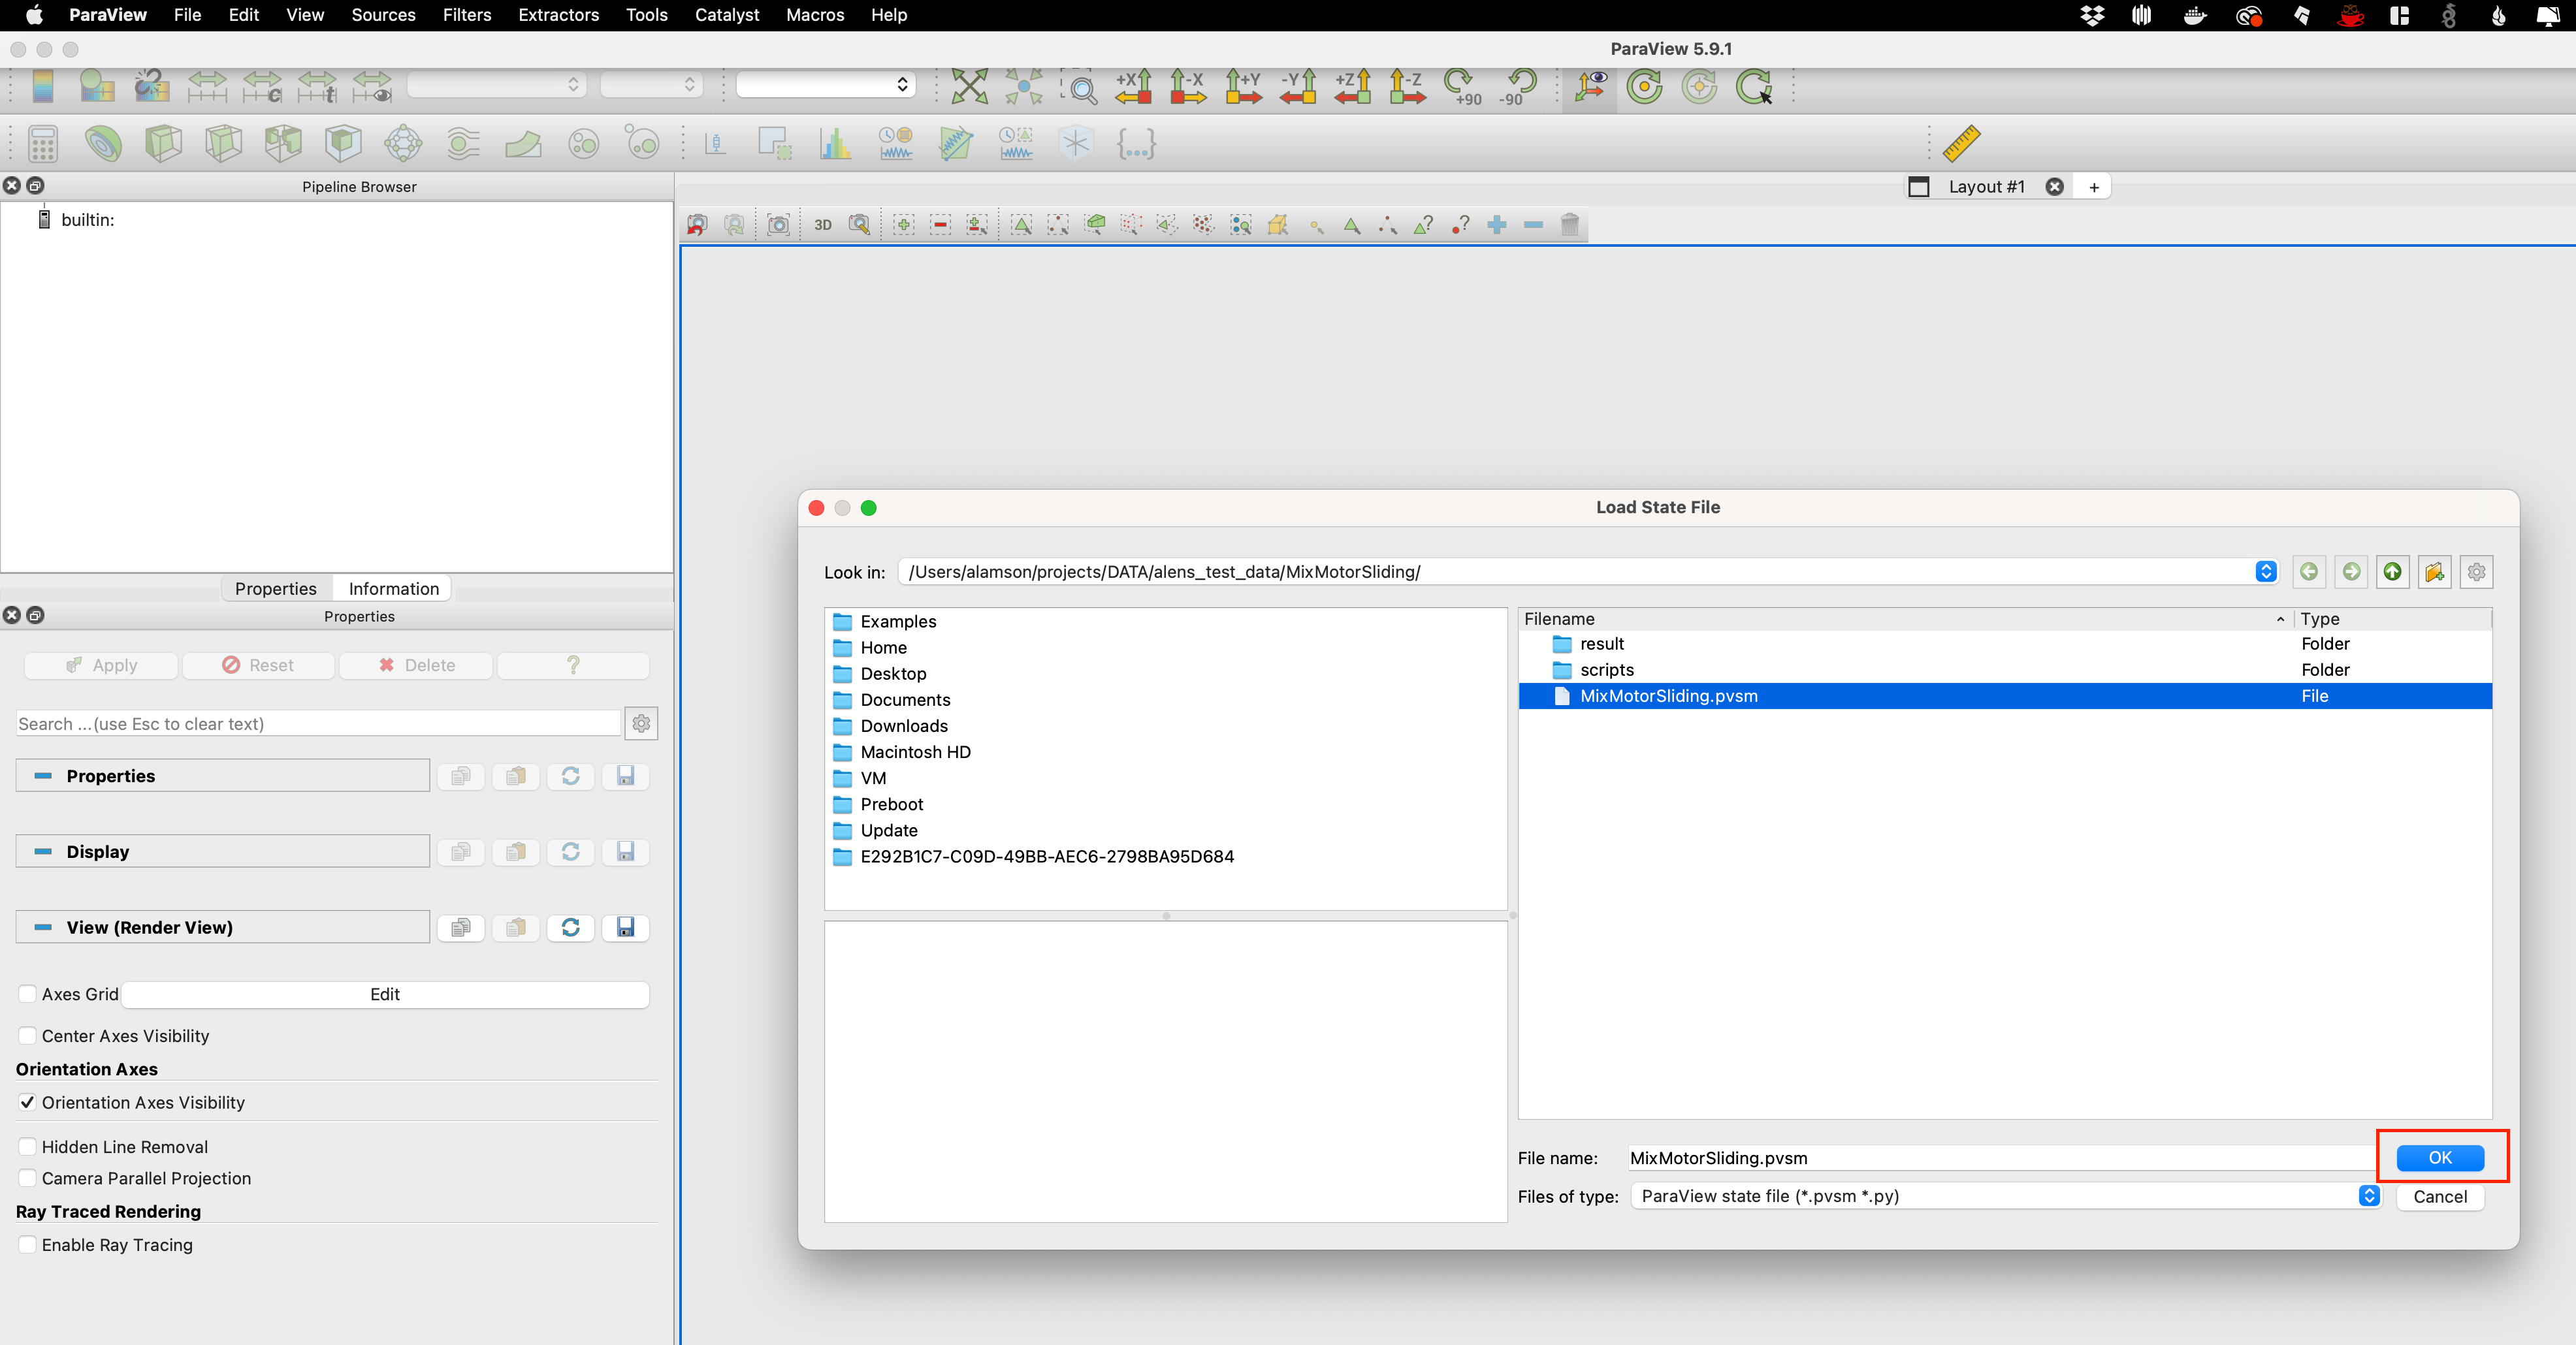 ParaView File Edit View Sources Filters Extractors Tools Catalyst Macros Help
ParaView 5.9.1
c t +X -X +Y -Y +Z -Z +90 -90
{...}
Pipeline Browser
Layout #1 +
builtin:
3D
Properties Information
Properties
Apply Reset Delete ?
Search ...(use Esc to clear text)
Properties
Display
View (Render View)
Axes Grid Edit
Center Axes Visibility
Orientation Axes
Orientation Axes Visibility
Hidden Line Removal
Camera Parallel Projection
Ray Traced Rendering
Enable Ray Tracing
Load State File
Look in: /Users/alamson/projects/DATA/alens_test_data/MixMotorSliding/
Examples
Home
Desktop
Documents
Downloads
Macintosh HD
VM
Preboot
Update
E292B1C7-C09D-49BB-AEC6-2798BA95D684
Filename Type
result Folder
scripts Folder
MixMotorSliding.pvsm File
File name: MixMotorSliding.pvsm OK
Files of type: ParaView state file (*.pvsm *.py) Cancel